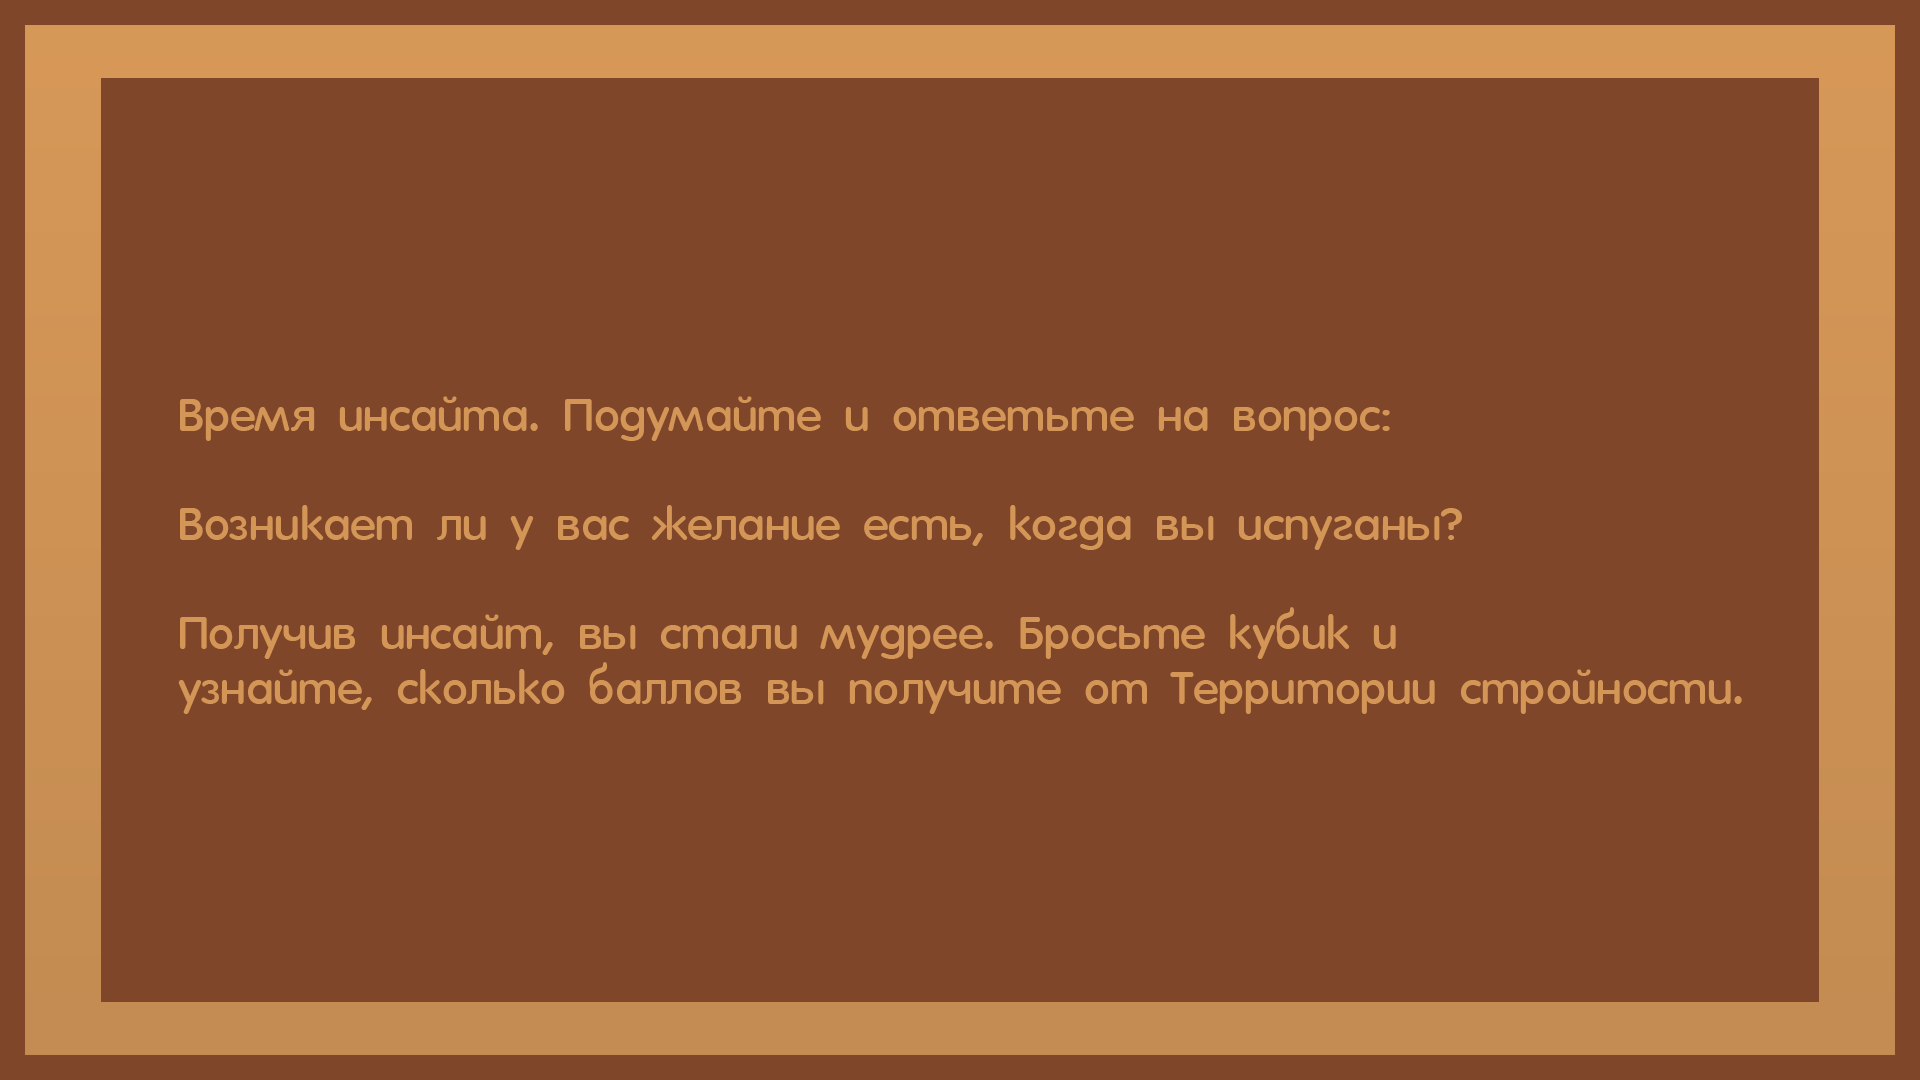 Время инсайта. Подумайте и ответьте на вопрос:
Возникает ли у вас желание есть, когда вы испуганы?
Получив инсайт, вы стали мудрее. Бросьте кубик и
узнайте, сколько баллов вы получите от Территории стройности.